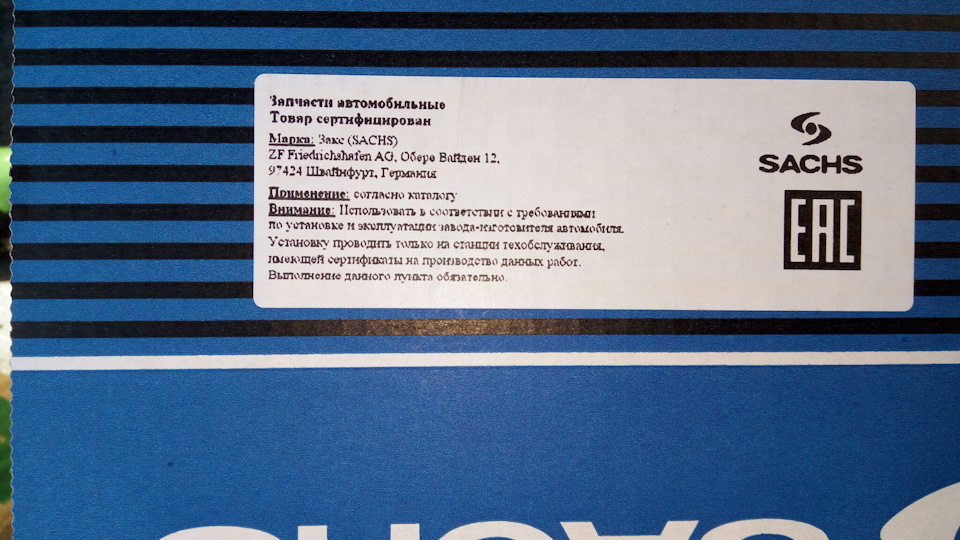 Запчасти автомобильные
Товар сертифицирован
Марка: Закс (SACHS)
ZF Friedrichshafen AG, Обере Вайден 12,
97424 Швайнфурт, Германия
Применение: согласно каталогу
Внимание: Использовать в соответствии с требованиями
по установке и эксплуатации завода-изготовителя автомобиля.
Установку проводить только на станции техобслуживания,
имеющей сертификаты на производство данных работ.
Выполнение данного пункта обязательно.
SACHS
EAC
SACHS